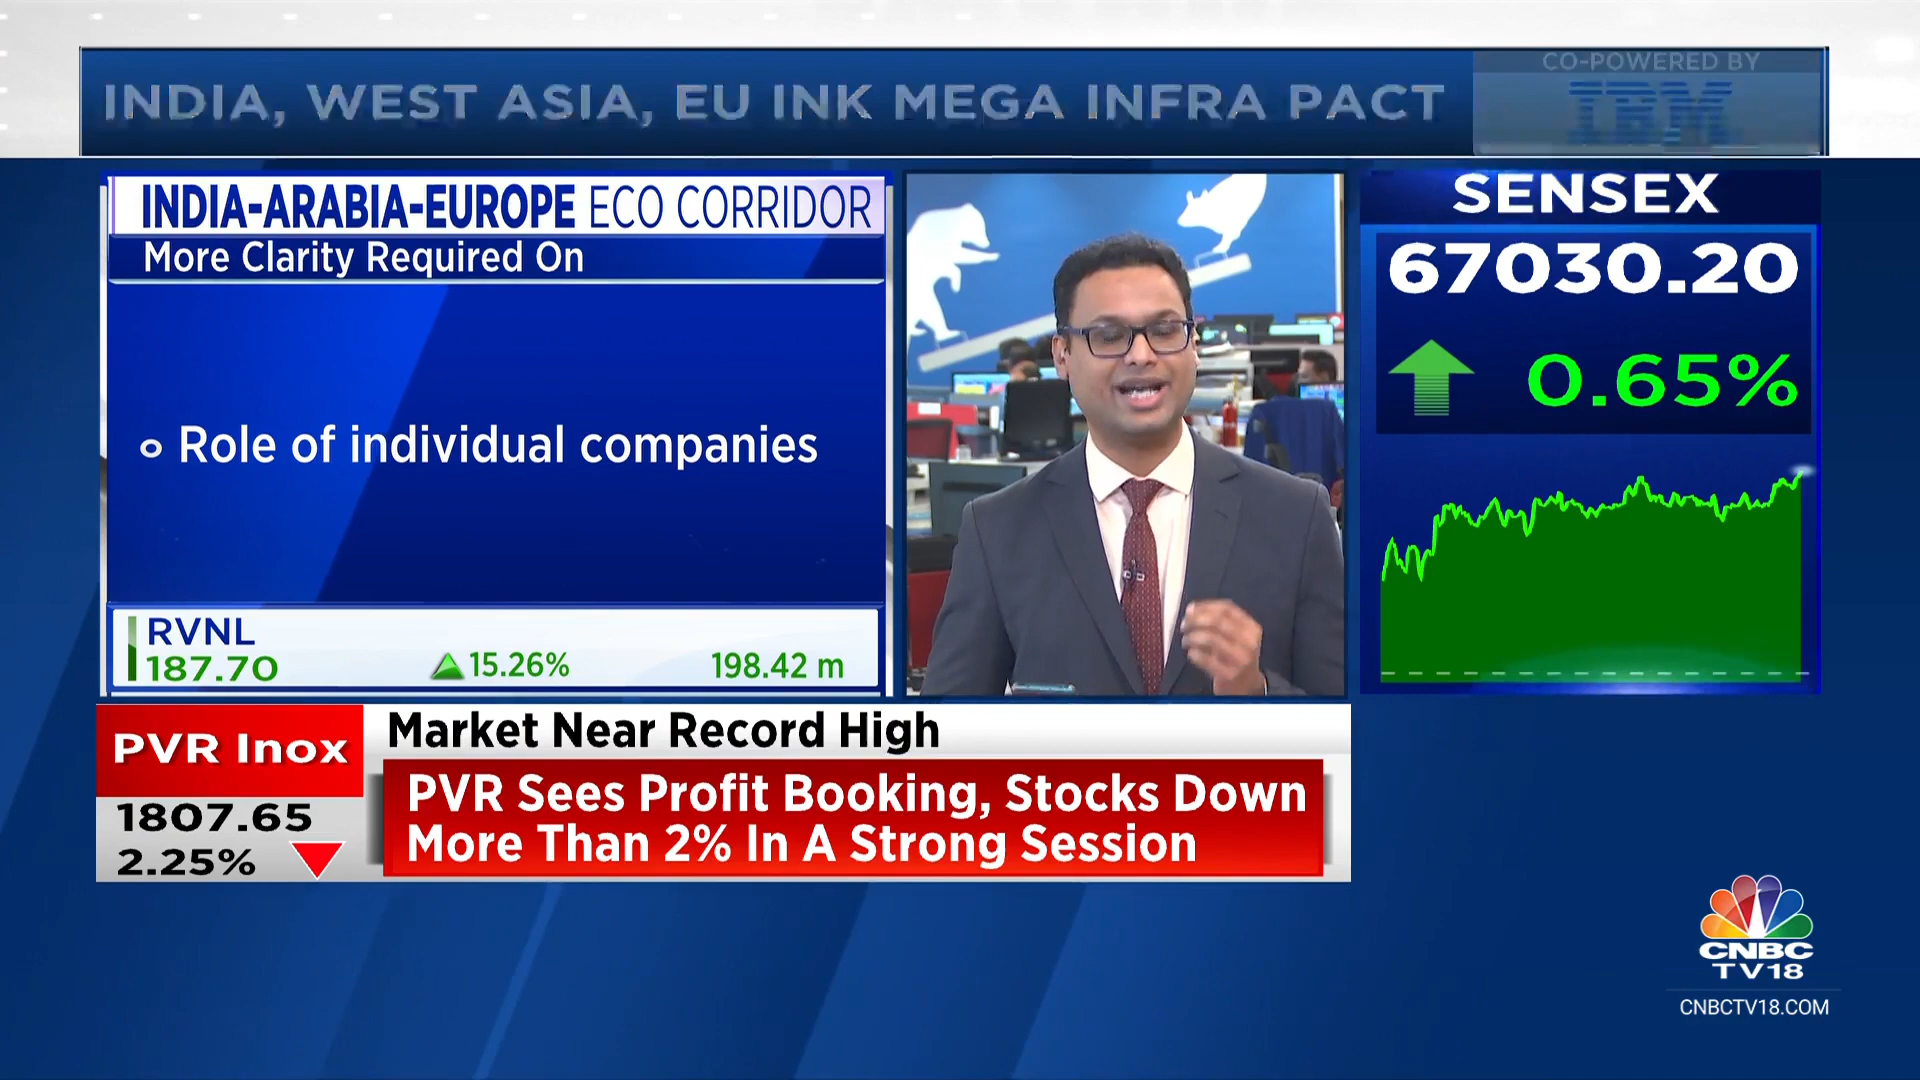 INDIA, WEST ASIA, EU INK MEGA INFRA PACT
CO-POWERED BY
IBM
INDIA-ARABIA-EUROPE ECO CORRIDOR
More Clarity Required On
o Role of individual companies
RVNL
187.70 15.26% 198.42 m
SENSEX
67030.20
0.65%
PVR Inox
1807.65
2.25%
Market Near Record High
PVR Sees Profit Booking, Stocks Down
More Than 2% In A Strong Session
CNBC
TV18
CNBCTV18.COM